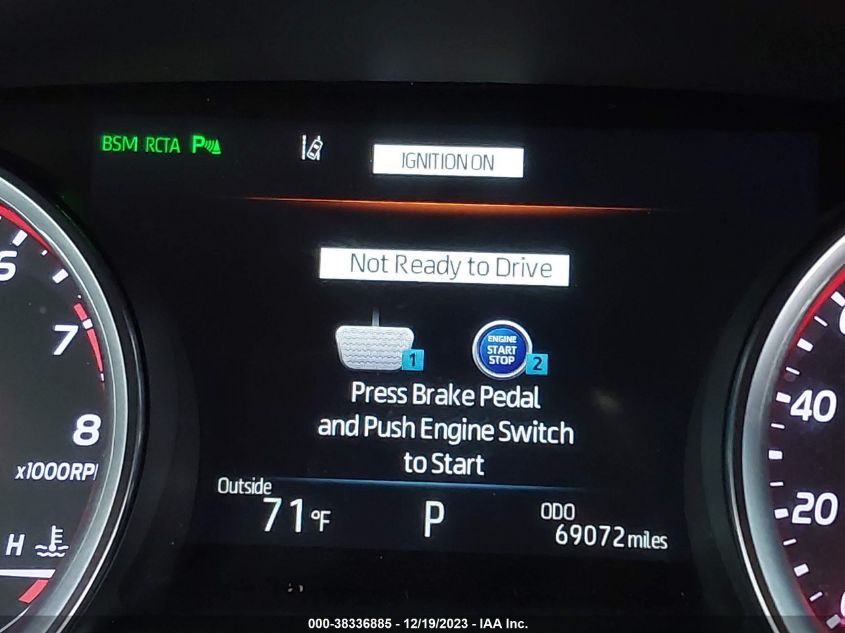 BSM RCTA P
IGNITION ON
Not Ready to Drive
1
ENGINE
START
STOP
2
Press Brake Pedal
and Push Engine Switch
to Start
Outside
71°F
P
ODO
69072 miles
6
7
8
x1000RP
H
40
20
000-38336885 - 12/19/2023 - IAA Inc.